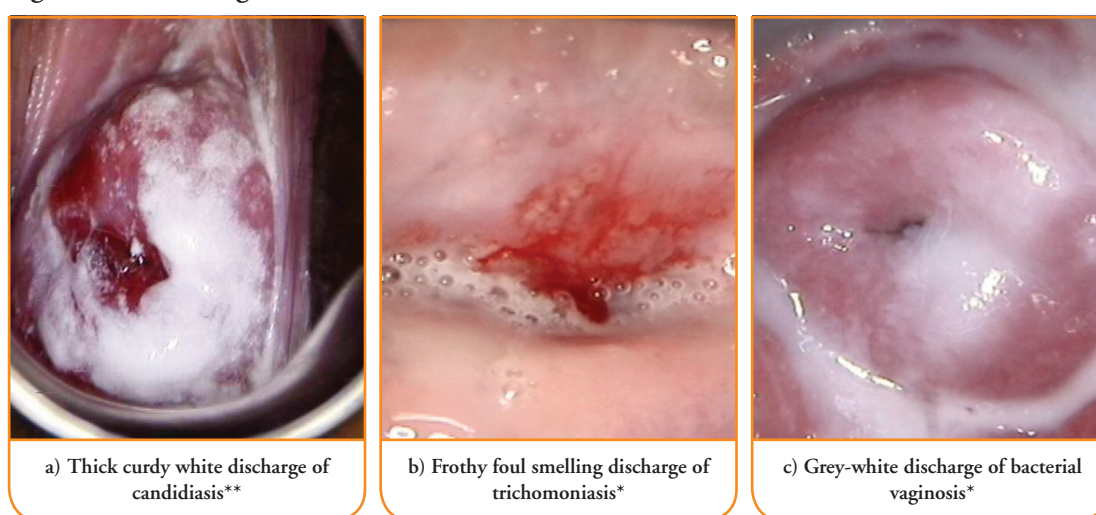 a) Thick curdy white discharge of
candidiasis**
b) Frothy foul smelling discharge of
trichomoniasis*
c) Grey-white discharge of bacterial
vaginosis*